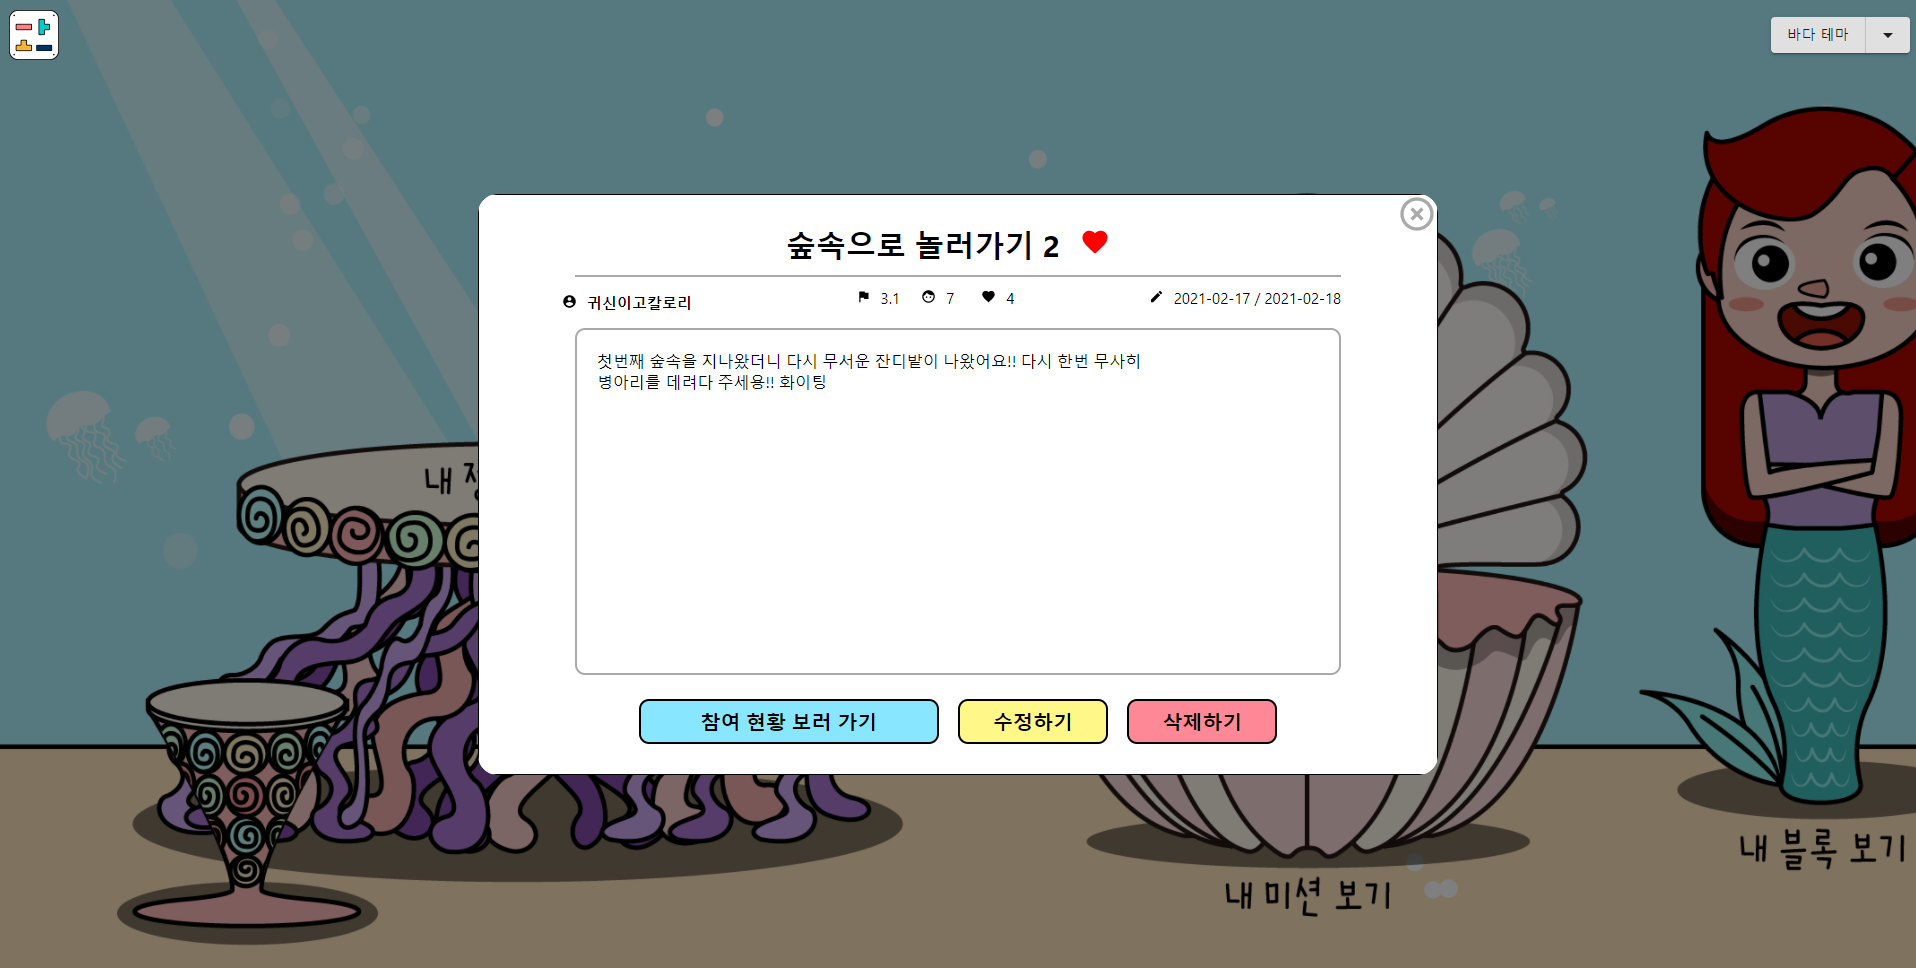 바다 테마
숲속으로 놀러가기 2
귀신이고칼로리
3.1
7
4
2021-02-17 / 2021-02-18
첫번째 숲속을 지나왔더니 다시 무서운 잔디밭이 나왔어요!! 다시 한번 무사히
병아리를 데려다 주세용!! 화이팅
내
참여 현황 보러 가기
수정하기
삭제하기
내 블록 보기
내 미션 보기